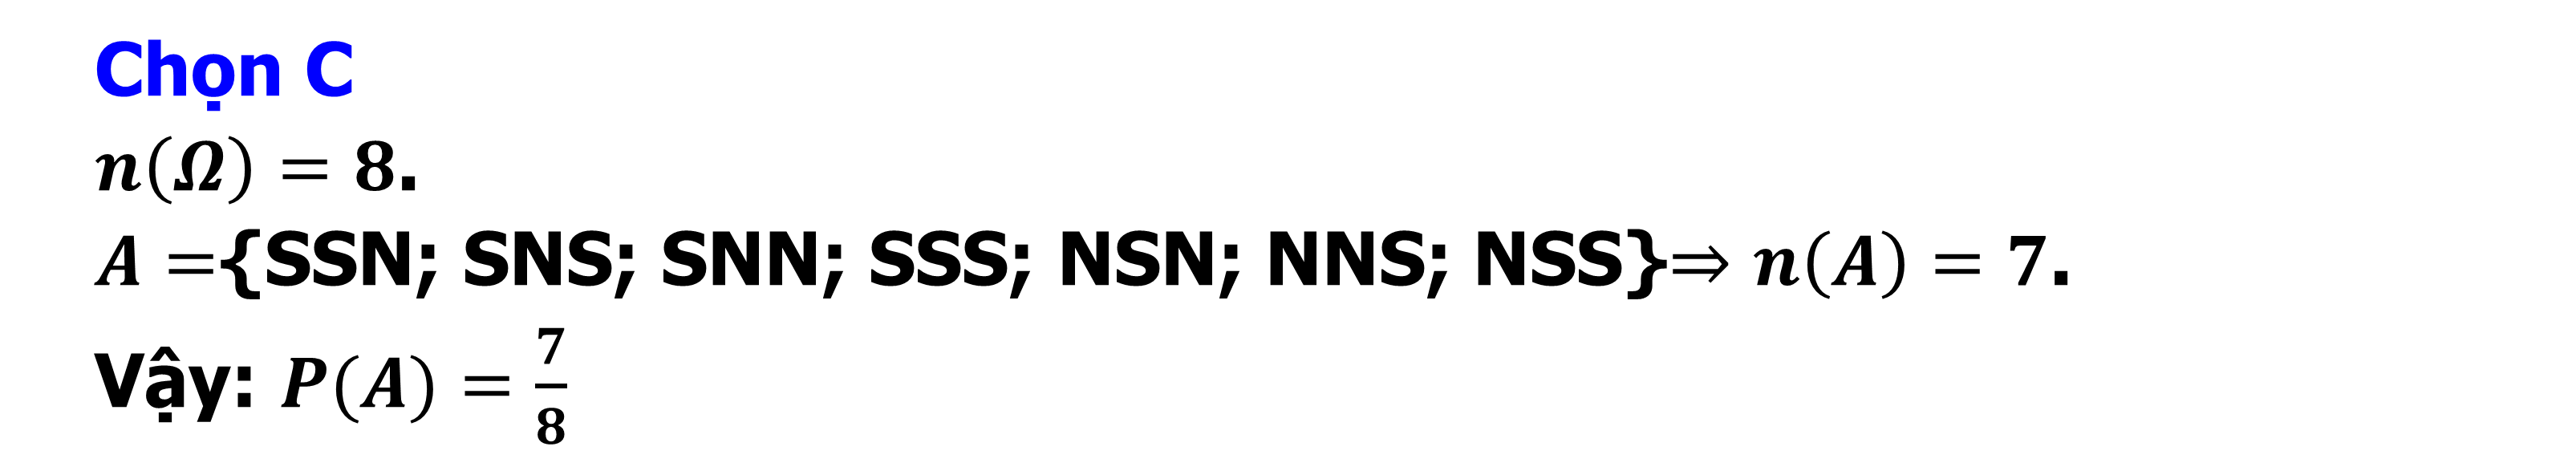 Chọn C
n(Ω) = 8.
A ={SSN; SNS; SNN; SSS; NSN; NNS; NSS}⇒ n(A) = 7.
Vậy: P(A) = 7/8